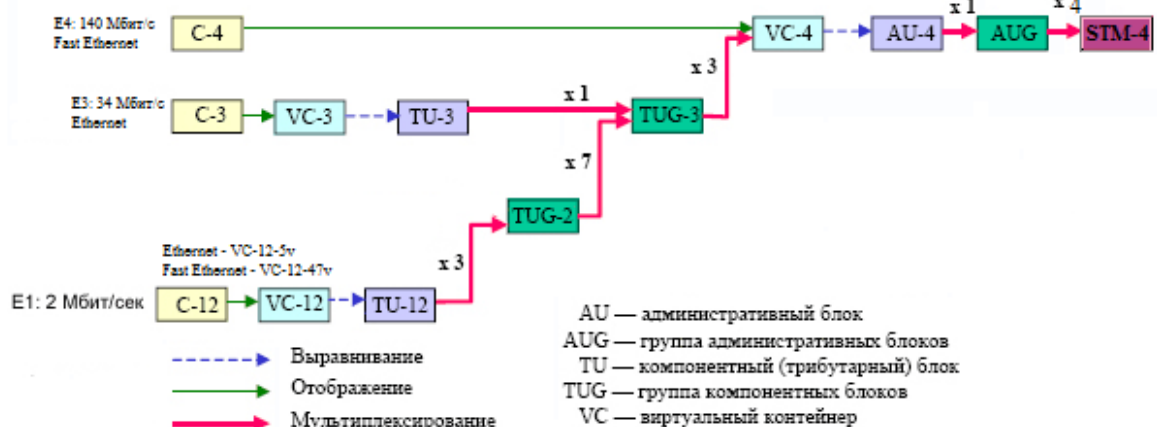 E4: 140 Мбит/с
Fast Ethernet
C-4
VC-4
AU-4
x 1
AUG
x 4
STM-4
x 3
E3: 34 Мбит/с
Ethernet
C-3
VC-3
TU-3
x 1
TUG-3
x 7
TUG-2
Ethernet - VC-12-5v
Fast Ethernet - VC-12-47v
x 3
E1: 2 Мбит/сек
C-12
VC-12
TU-12
Выравнивание
Отображение
Мультиплексирование
AU — административный блок
AUG — группа административных блоков
TU — компонентный (трибутарный) блок
TUG — группа компонентных блоков
VC — виртуальный контейнер